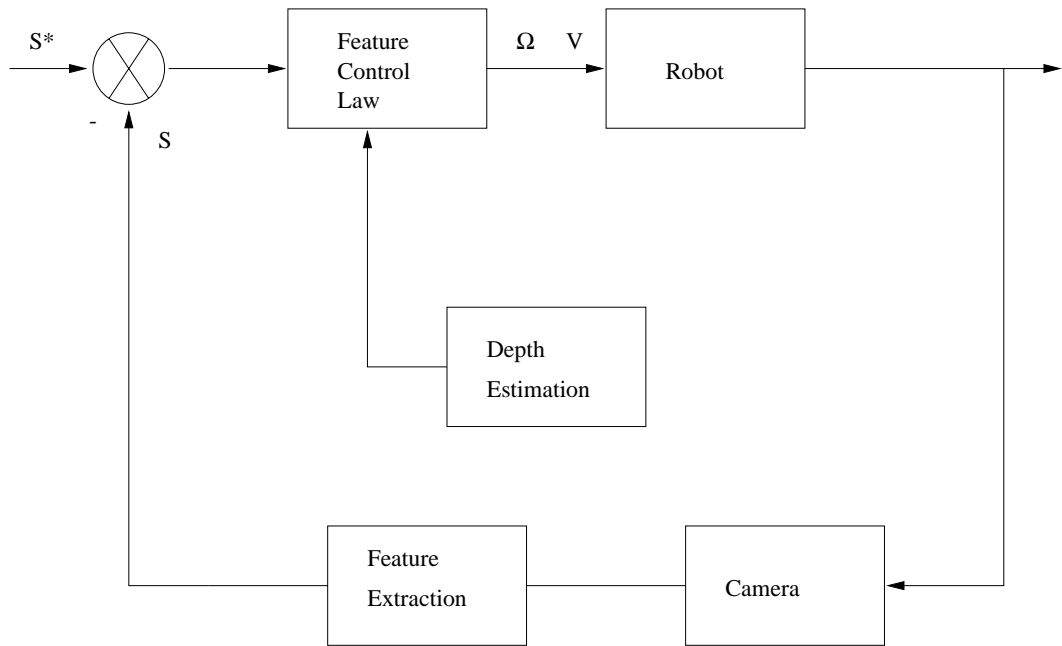 S*
-
S
Feature
Control
Law
Ω V
Robot
Depth
Estimation
Feature
Extraction
Camera